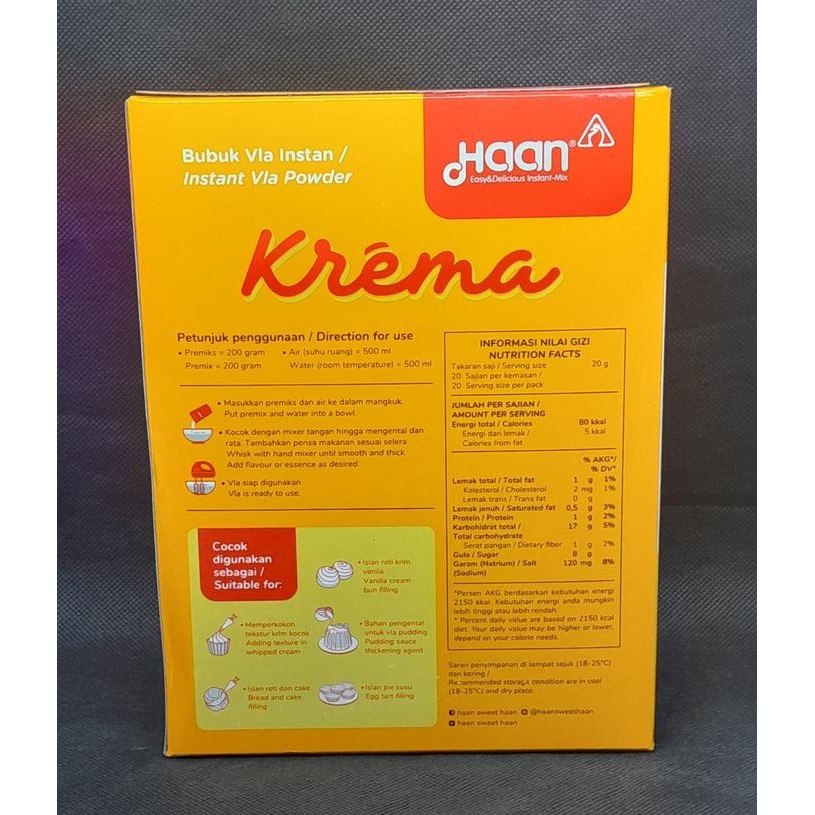 Bubuk Vla Instan /
Instant Vla Powder
Haan®
Easy&Delicious Instant-Mix
Kréma
Petunjuk penggunaan / Direction for use
• Premiks = 200 gram • Air (suhu ruang) = 500 ml
Premix = 200 gram Water (room temperature) = 500 ml
• Masukkan premiks dan air ke dalam mangkuk.
Put premix and water into a bowl.
• Kocok dengan mixer tangan hingga mengental dan
rata. Tambahkan perisa makanan sesuai selera
Whisk with hand mixer until smooth and thick.
Add flavour or essence as desired.
• Vla siap digunakan
Vla is ready to use.
Cocok
digunakan
sebagai /
Suitable for:
• Isian roti krim
vanila
Vanilla cream
bun filling
• Memperkokoh
tekstur krim kocok
Adding texture in
whipped cream
• Bahan pengental
untuk vla pudding
Pudding sauce
thickening agent
• Isian roti dan cake
Bread and cake
filling
• Isian pie susu
Egg tart filling
INFORMASI NILAI GIZI
NUTRITION FACTS
Takaran saji / Serving size 20 g
20 Sajian per kemasan /
20 Serving size per pack
JUMLAH PER SAJIAN /
AMOUNT PER SERVING
Energi total / Calories 80 kkal
Energi dari lemak / 5 kkal
Calories from fat
% AKG*/
% DV*
Lemak total / Total fat 1 g 1%
Kolesterol / Cholesterol 2 mg 1%
Lemak trans / Trans fat 0 g
Lemak jenuh / Saturated fat 0,5 g 3%
Protein / Protein 1 g 2%
Karbohidrat total / 17 g 5%
Total carbohydrate
Serat pangan / Dietary fiber 1 g 2%
Gula / Sugar 8 g
Garam (Natrium) / Salt 120 mg 8%
(Sodium)
*Persen AKG berdasarkan kebutuhan energi
2150 kkal. Kebutuhan energi anda mungkin
lebih tinggi atau lebih rendah
* Percent daily value are based on 2150 kcal
diet. Your daily value may be higher or lower,
depend on your calorie needs.
Saran penyimpanan di tempat sejuk (18-25°C)
dan kering /
Recommended storage condition are in cool
(18-25°C) and dry place.
haan sweet haan @haansweethaan
haan sweet haan